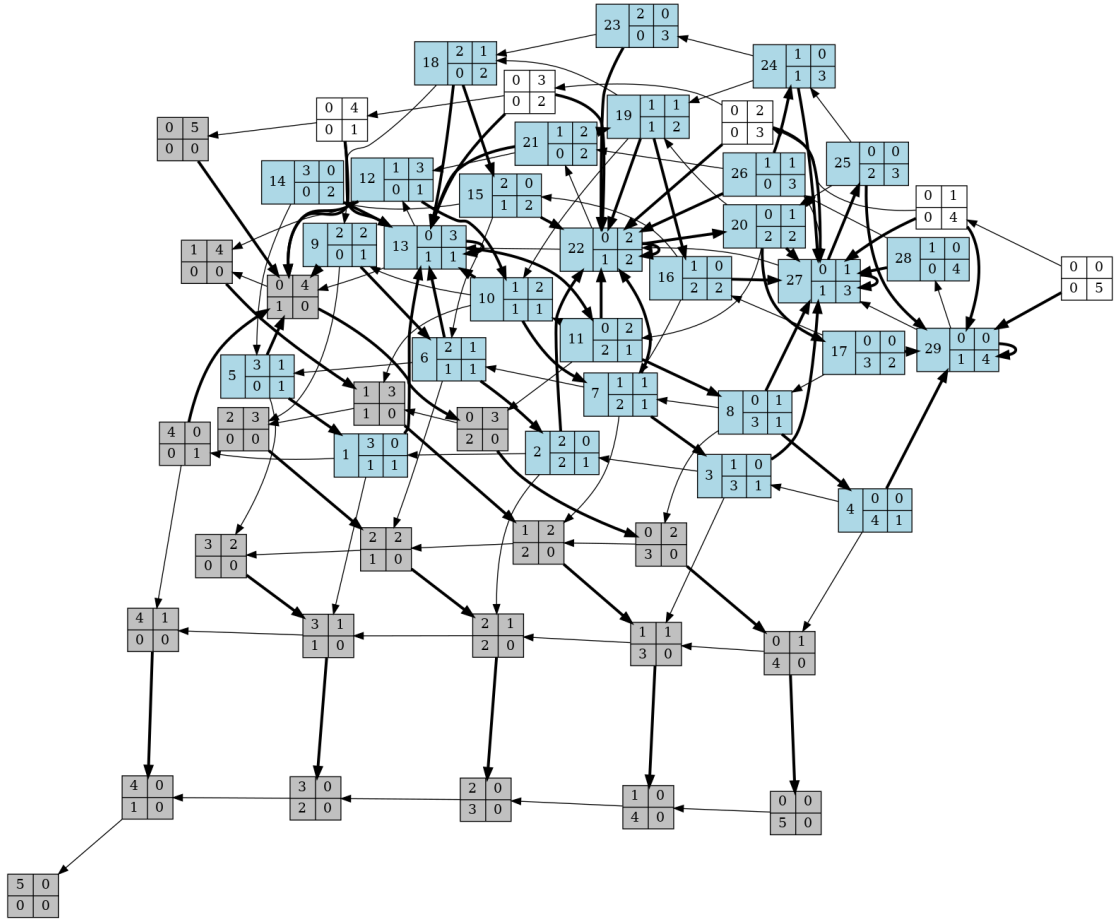 23 2 0
0 3
18 2 1
0 2
24 1 0
1 3
0 3
0 2
0 4
0 1
19 1 1
1 2
0 2
0 3
0 5
0 0
21 1 2
0 2
25 0 0
2 3
26 1 1
0 3
14 3 0
0 2
12 1 3
0 1
15 2 0
1 2
0 1
0 4
20 0 1
2 2
1 4
0 0
9 2 2
0 1
13 0 3
1 1
22 0 2
1 2
28 1 0
0 4
16 1 0
2 2
27 0 1
1 3
0 0
0 5
0 4
1 0
10 1 2
1 1
11 0 2
2 1
17 0 0
3 2
29 0 0
1 4
5 3 1
0 1
6 2 1
1 1
1 3
1 0
7 1 1
2 1
8 0 1
3 1
4 0
0 1
2 3
0 0
0 3
2 0
1 3 0
1 1
2 2 0
2 1
3 1 0
3 1
4 0 0
4 1
3 2
0 0
2 2
1 0
1 2
2 0
0 2
3 0
4 1
0 0
3 1
1 0
2 1
2 0
1 1
3 0
0 1
4 0
4 0
1 0
3 0
2 0
2 0
3 0
1 0
4 0
0 0
5 0
5 0
0 0